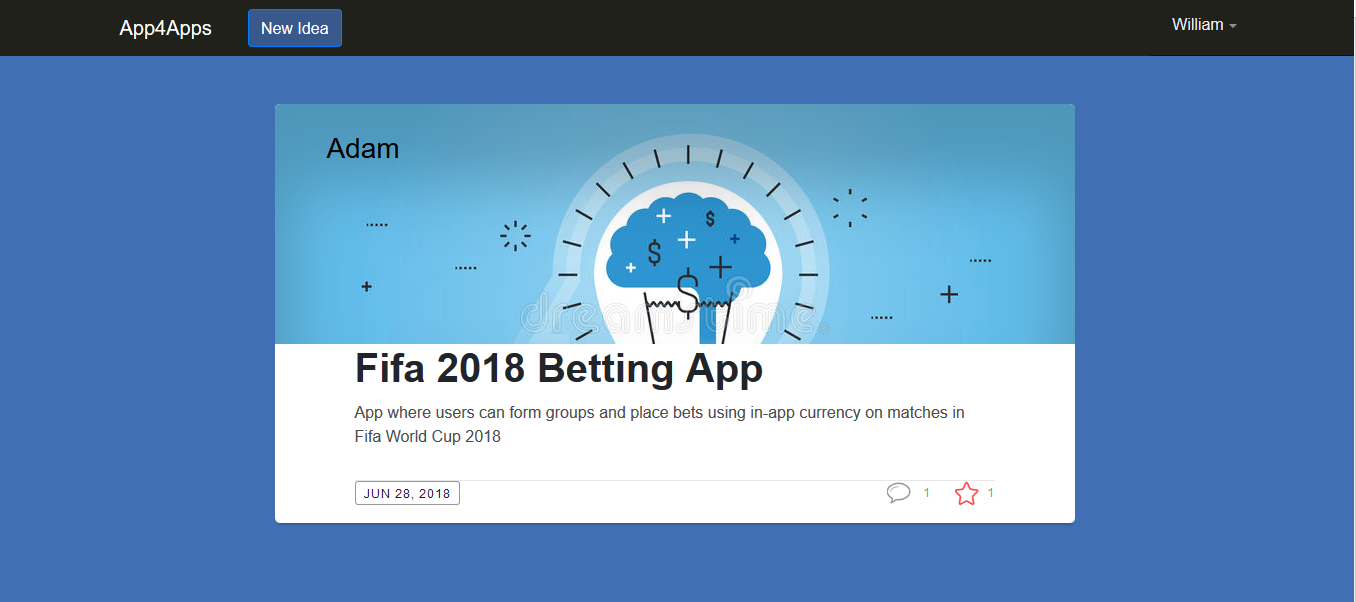 App4Apps
New Idea
William
Adam
dreamstime
Fifa 2018 Betting App
App where users can form groups and place bets using in-app currency on matches in
Fifa World Cup 2018
JUN 28, 2018
1
1